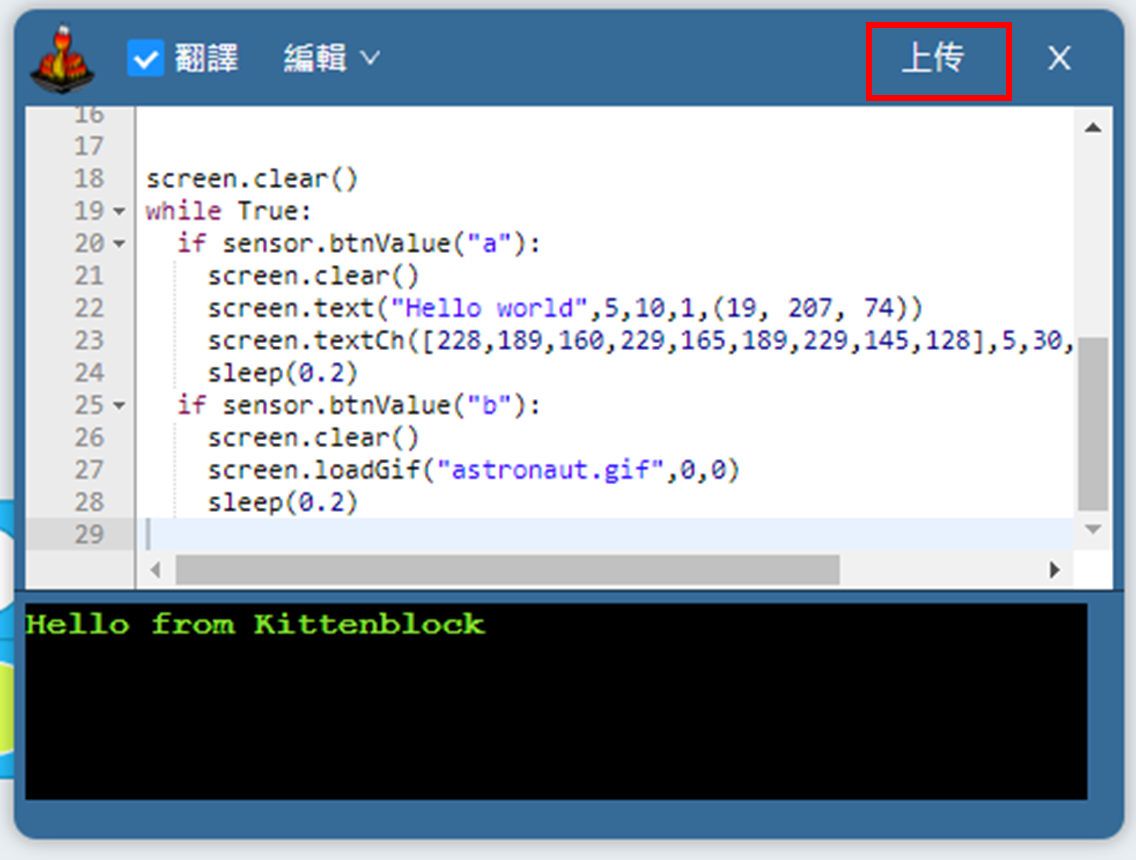 翻譯 編輯 上传 X
16
17
18 screen.clear()
19 while True:
20 if sensor.btnValue("a"):
21 screen.clear()
22 screen.text("Hello world",5,10,1,(19, 207, 74))
23 screen.textCh([228,189,160,229,165,189,229,145,128],5,30,
24 sleep(0.2)
25 if sensor.btnValue("b"):
26 screen.clear()
27 screen.loadGif("astronaut.gif",0,0)
28 sleep(0.2)
29
Hello from Kittenblock